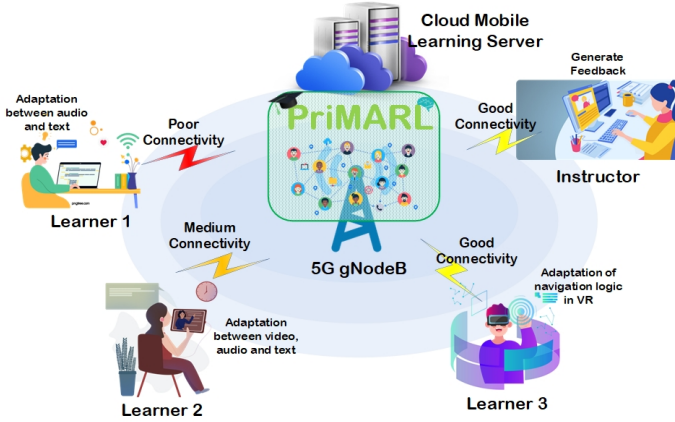 Cloud Mobile
Learning Server
Generate
Feedback
Adaptation
between audio
and text
Poor
Connectivity
PriMARL
Good
Connectivity
Learner 1
Instructor
Medium
Connectivity
5G gNodeB
Good
Connectivity
Adaptation of
navigation logic
in VR
Adaptation
between video,
audio and text
Learner 2
Learner 3